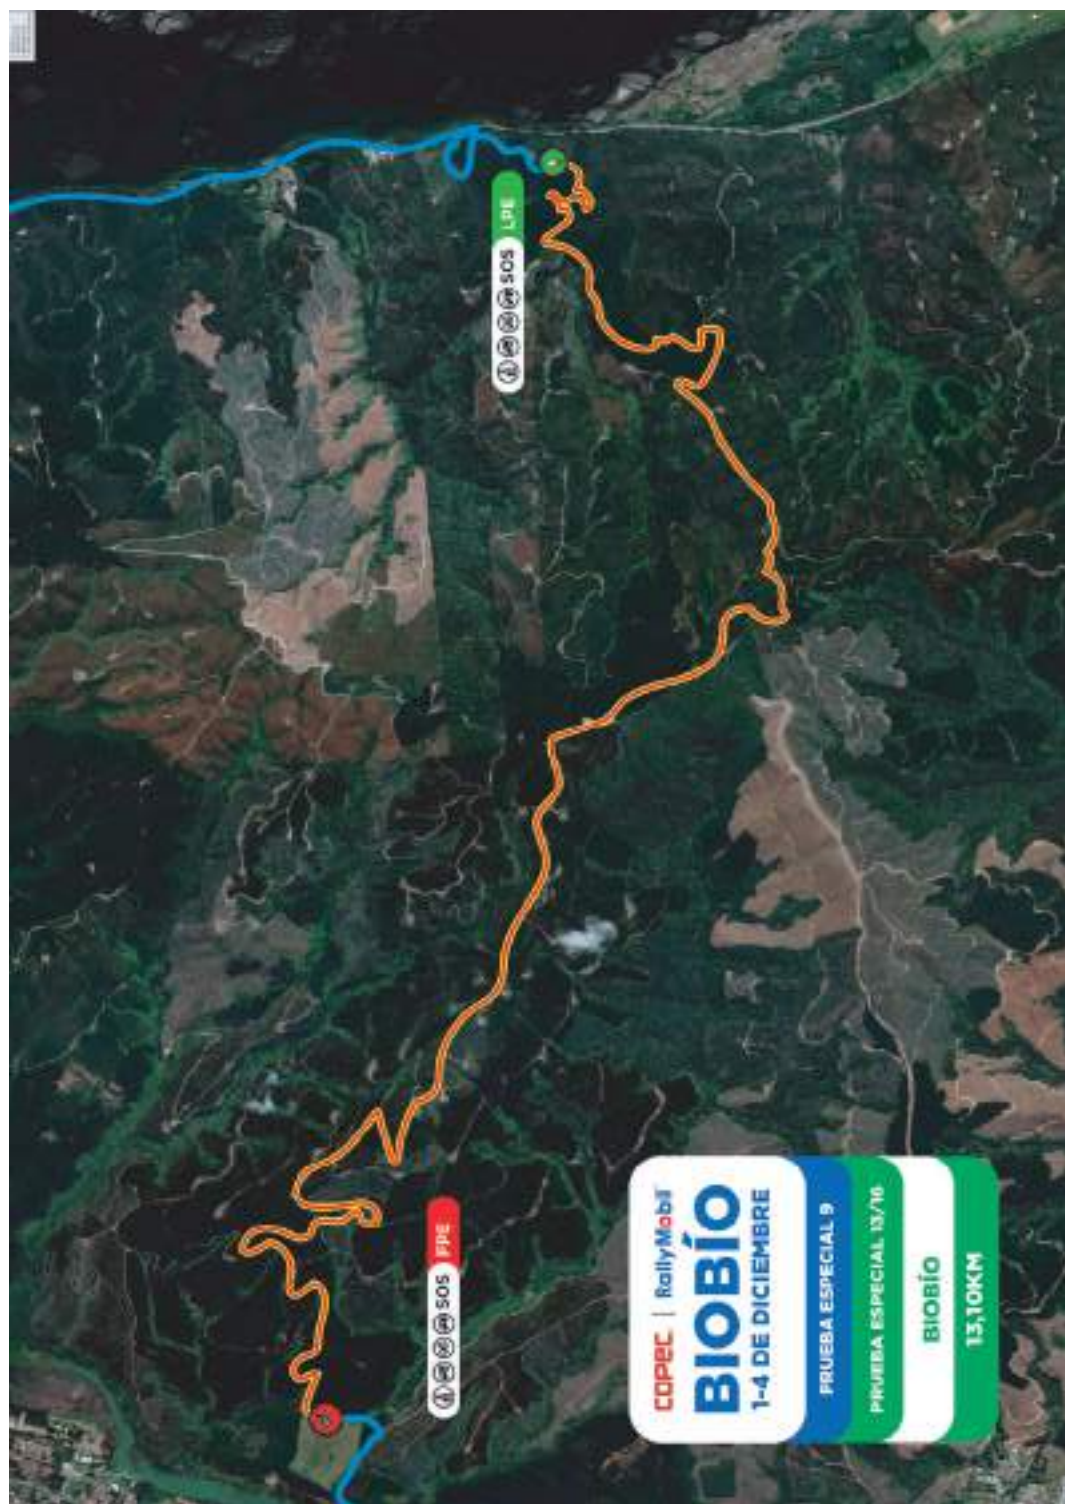 SOS LPE
SOS FPE
COPEC | RallyMobil
BIOBÍO
1-4 DE DICIEMBRE
PRUEBA ESPECIAL 9
PRUEBA ESPECIAL 13/16
BIOBÍO
13,10KM